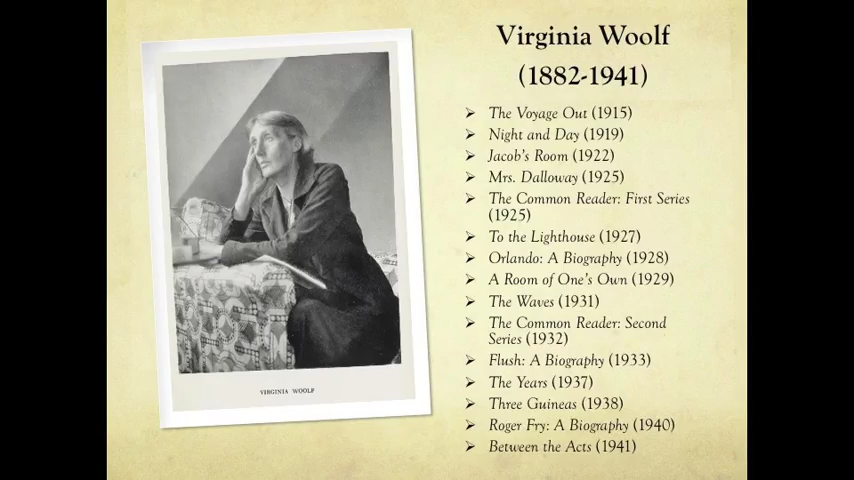 Virginia Woolf
(1882-1941)
➤ The Voyage Out (1915)
➤ Night and Day (1919)
➤ Jacob's Room (1922)
➤ Mrs. Dalloway (1925)
➤ The Common Reader: First Series
(1925)
➤ To the Lighthouse (1927)
➤ Orlando: A Biography (1928)
➤ A Room of One's Own (1929)
➤ The Waves (1931)
➤ The Common Reader: Second
Series (1932)
➤ Flush: A Biography (1933)
➤ The Years (1937)
➤ Three Guineas (1938)
➤ Roger Fry: A Biography (1940)
➤ Between the Acts (1941)
VIRGINIA WOOLF